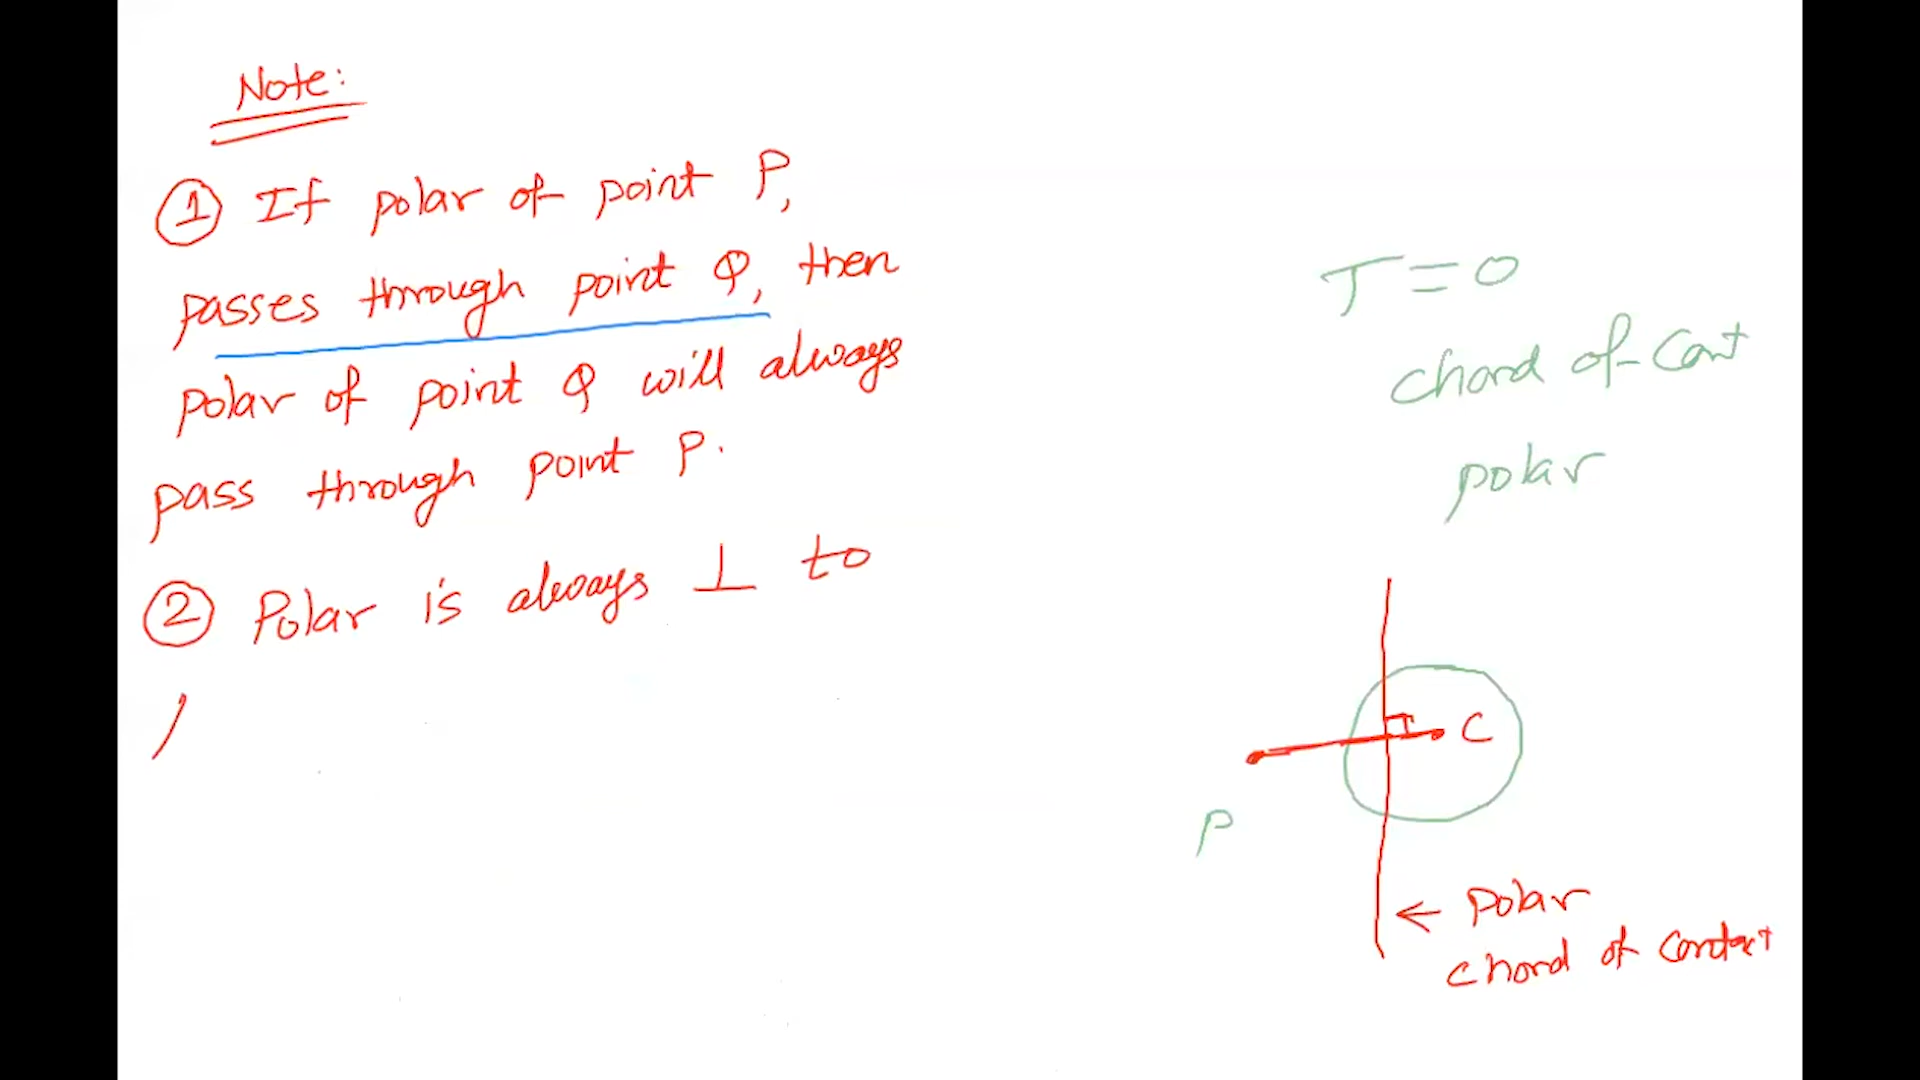 Note:
① If polar of point P,
passes through point Q, then
polar of point Q will always
pass through point P.
② Polar is always ⊥ to
T = 0
chord of Cont
polar
C
P
← Polar
chord of contact